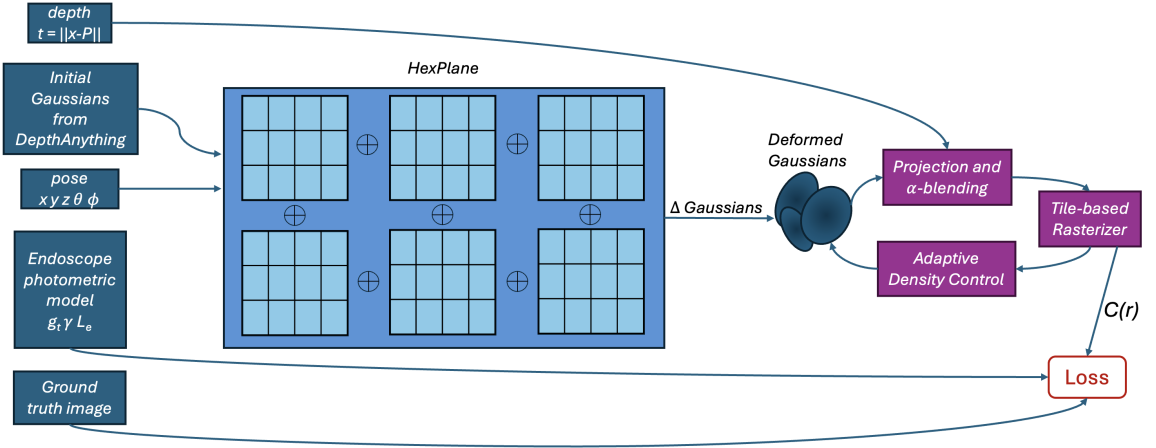 depth
t = ||x-P||
Initial
Gaussians
from
DepthAnything
pose
x y z θ ϕ
Endoscope
photometric
model
gₜ γ Lₑ
Ground
truth image
HexPlane
Δ Gaussians
Deformed
Gaussians
Projection and
α-blending
Tile-based
Rasterizer
Adaptive
Density Control
C(r)
Loss